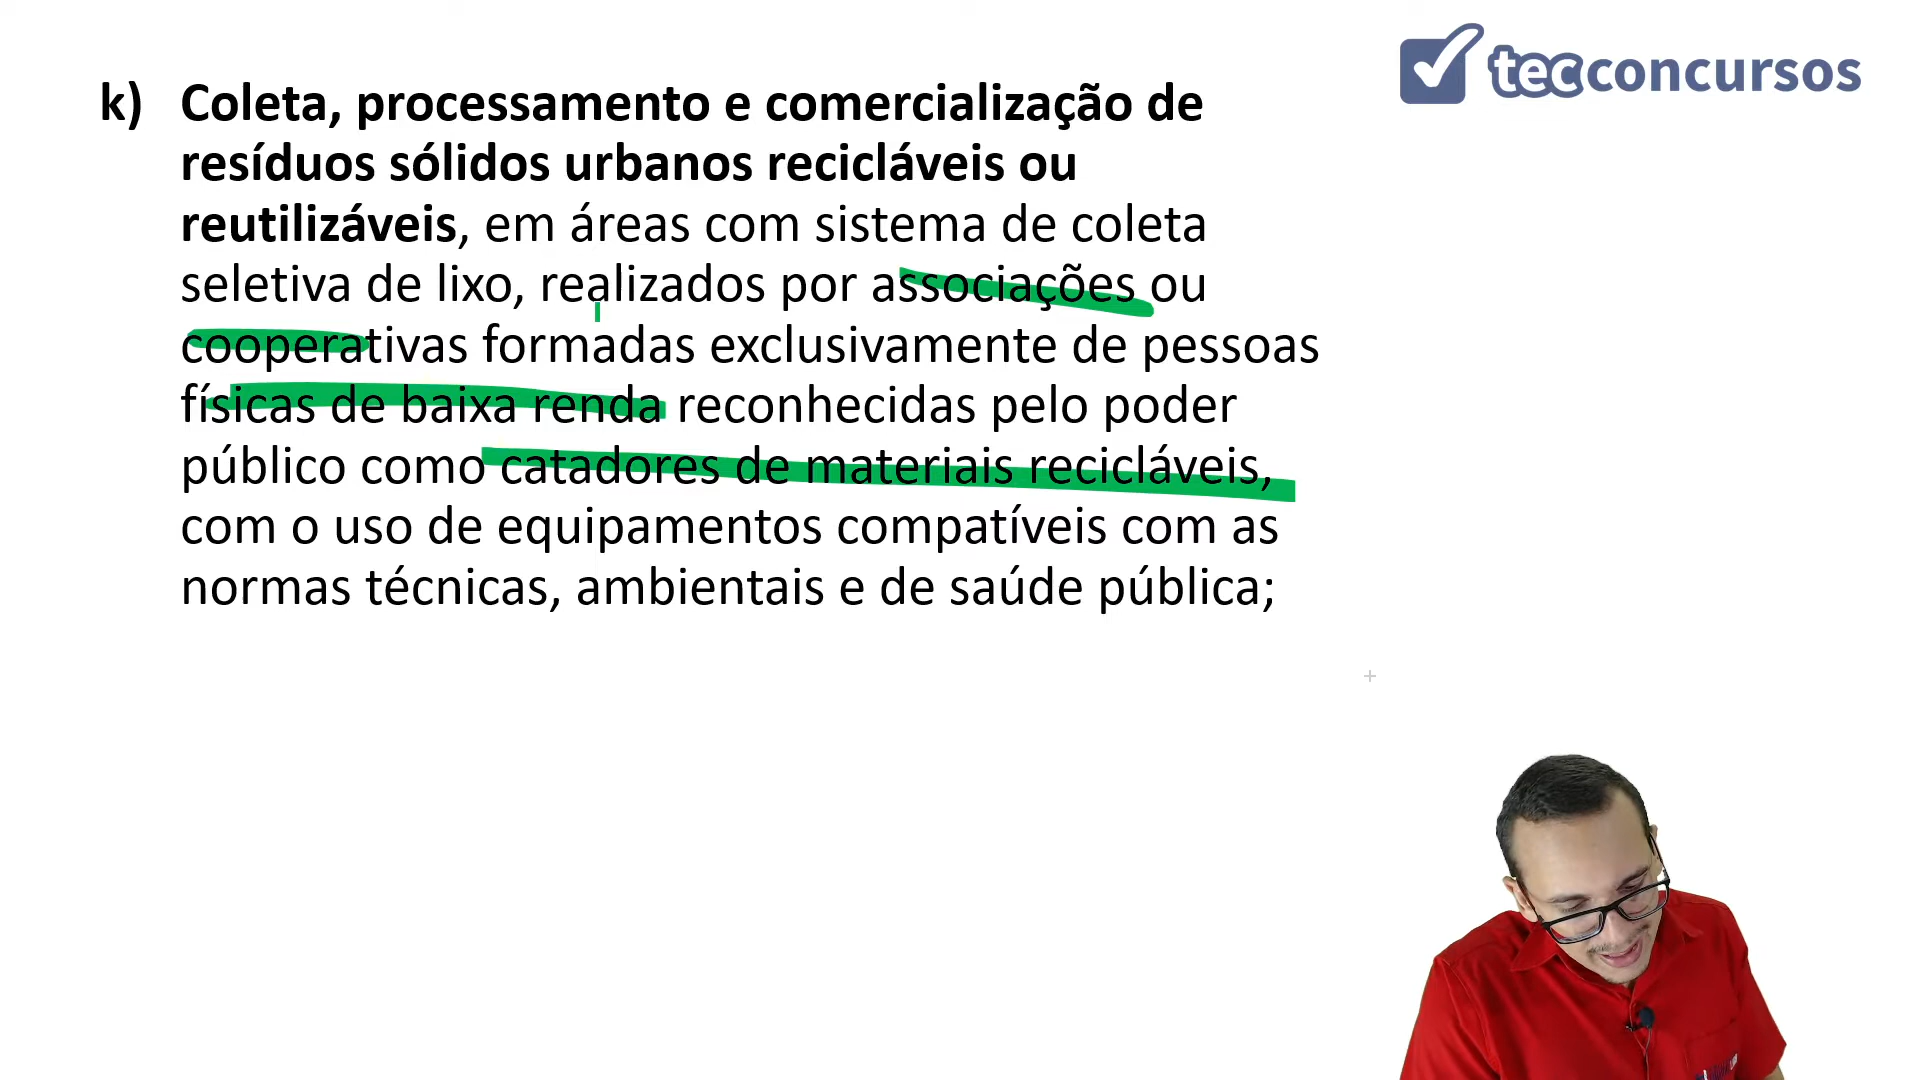 tecconcursos
k) Coleta, processamento e comercialização de
resíduos sólidos urbanos recicláveis ou
reutilizáveis, em áreas com sistema de coleta
seletiva de lixo, realizados por associações ou
cooperativas formadas exclusivamente de pessoas
físicas de baixa renda reconhecidas pelo poder
público como catadores de materiais recicláveis,
com o uso de equipamentos compatíveis com as
normas técnicas, ambientais e de saúde pública;